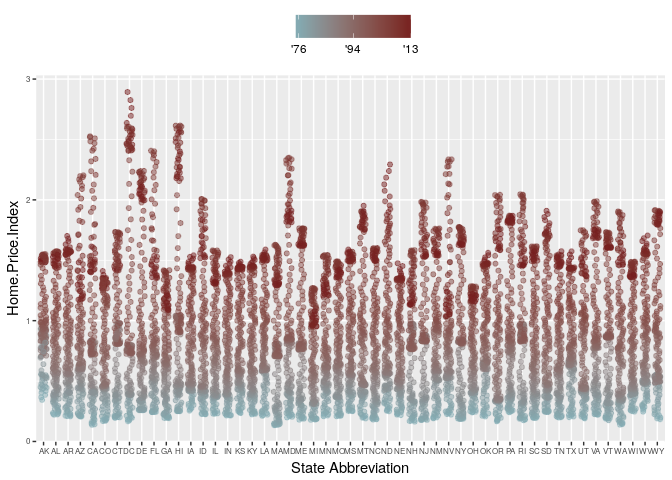 '76 '94 '13
3
2
1
0
Home.Price.Index
AK AL AR AZ CA CO CT DC DE FL GA HI IA ID IL IN KS KY LA MA MD ME MI MN MO MS MT NC ND NE NH NJ NM NV NY OH OK OR PA RI SC SD TN TX UT VA VT WA WI WV WY
State Abbreviation